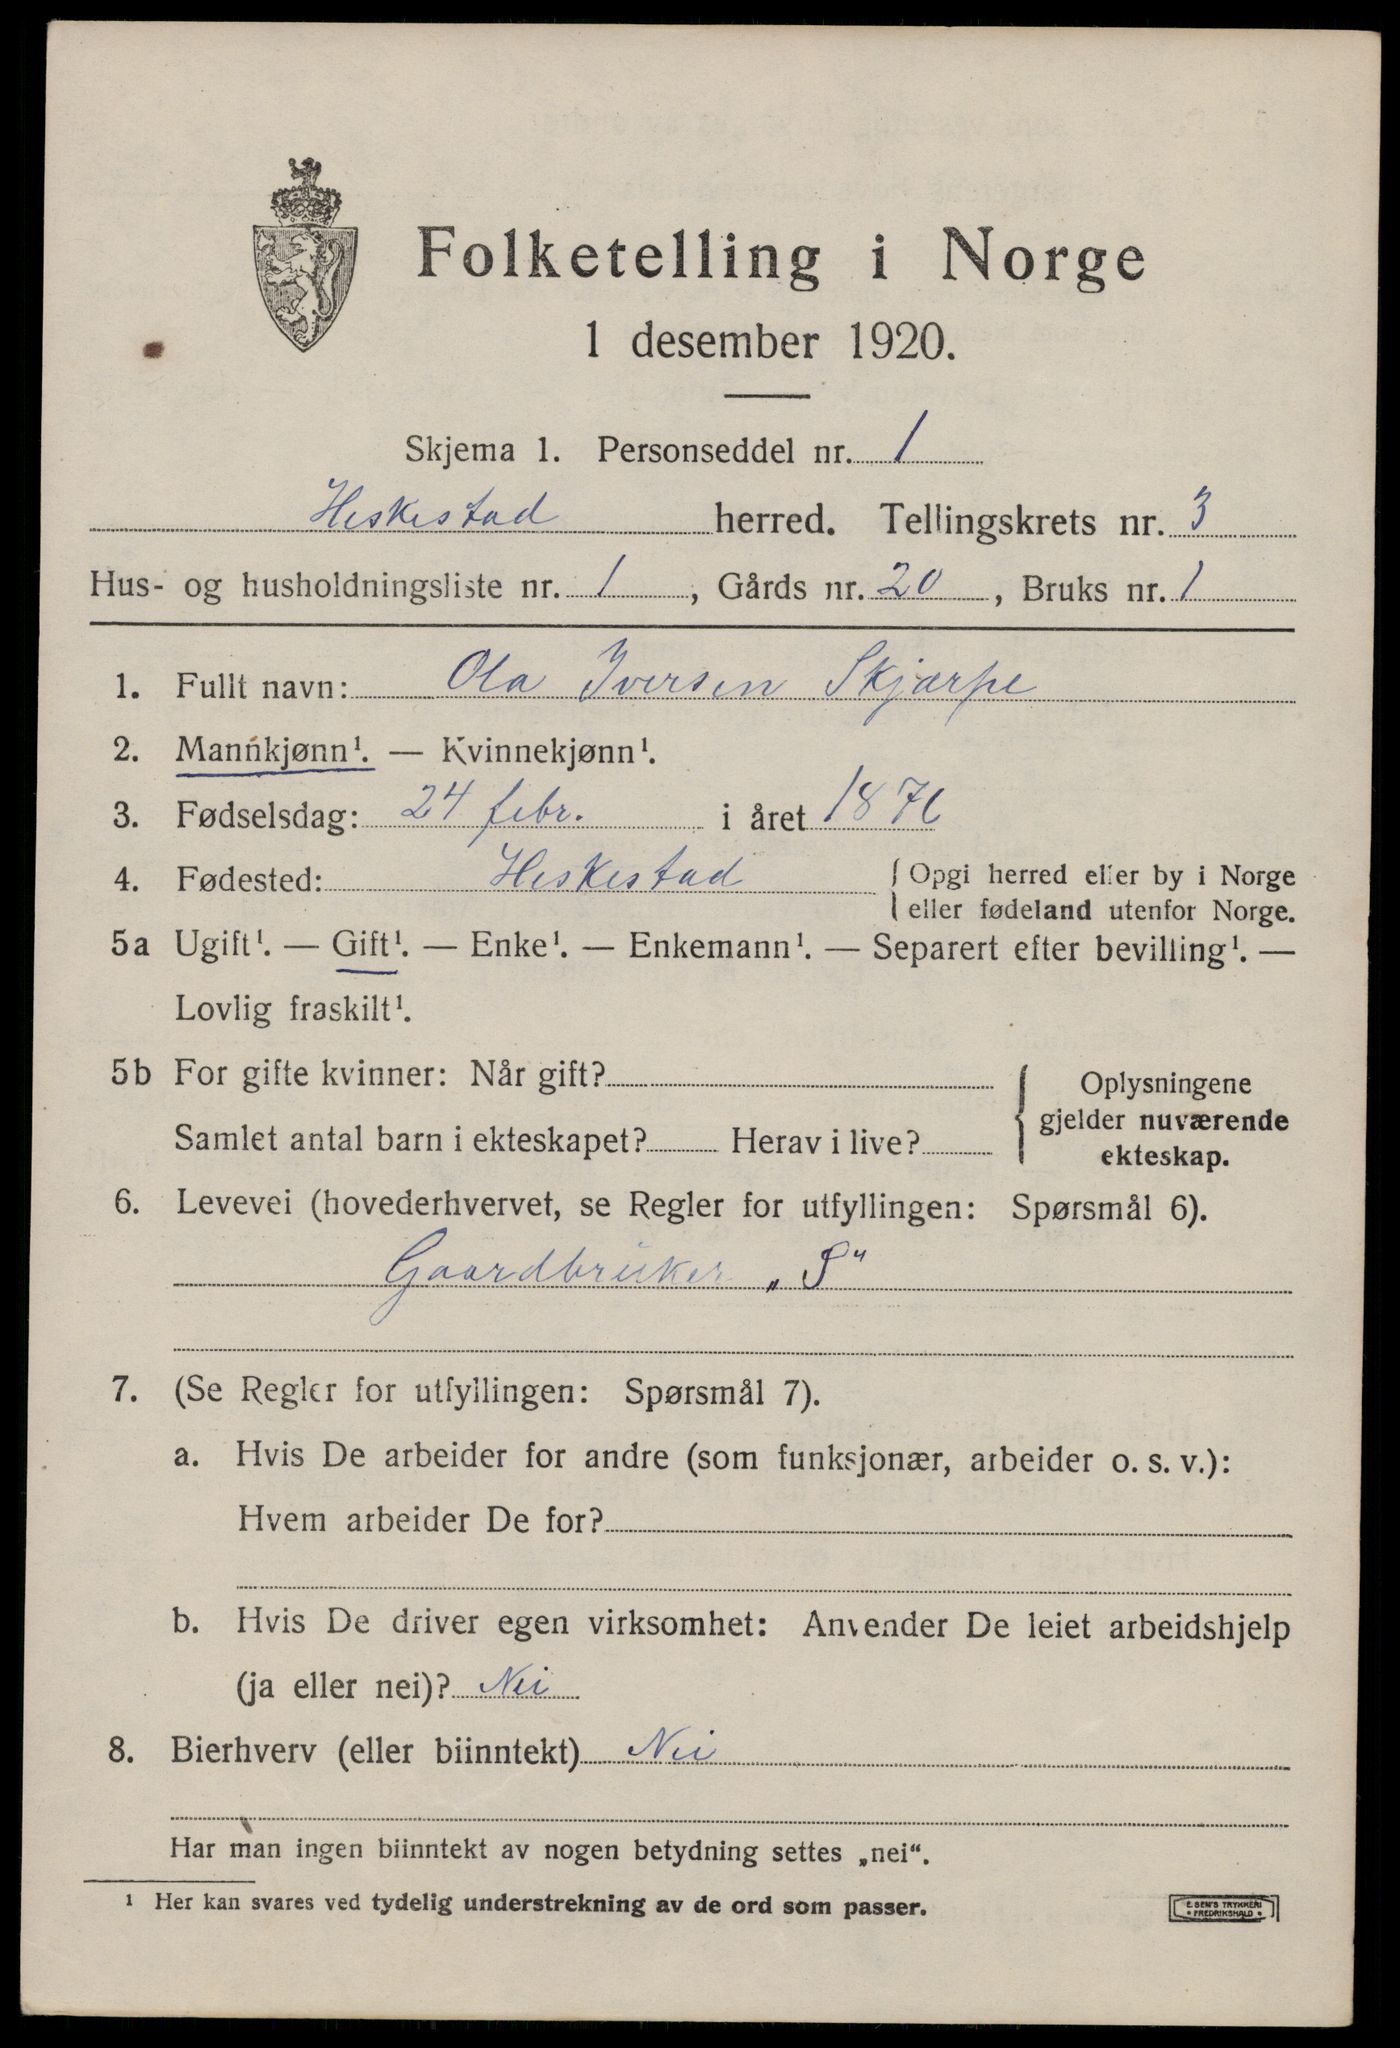 Folketelling i Norge
1 desember 1920.
Skjema 1. Personseddel nr. 1
Heskestad herred. Tellingskrets nr. 3
Hus- og husholdningsliste nr. 1, Gårds nr. 20, Bruks nr. 1
1. Fullt navn: Ola Iversen Skjærpe
2. Mannkjønn¹. — Kvinnekjønn¹.
3. Fødselsdag: 24 febr. i året
4. Fødested: Heskestad { Opgi herred eller by i Norge
{ eller fødeland utenfor Norge.
5a Ugift¹. — Gift¹. — Enke¹. — Enkemann¹. — Separert efter bevilling¹. —
Lovlig fraskilt¹.
5b For gifte kvinner: Når gift?
Samlet antal barn i ekteskapet? Herav i live?
{ Oplysningene
gjelder nuværende
ekteskap.
6. Levevei (hovederhvervet, se Regler for utfyllingen: Spørsmål 6).
Gaardbruker „S“
7. (Se Regler for utfyllingen: Spørsmål 7).
a. Hvis De arbeider for andre (som funksjonær, arbeider o. s. v.):
Hvem arbeider De for?
b. Hvis De driver egen virksomhet: Anvender De leiet arbeidshjelp
(ja eller nei)? Nei
8. Bierhverv (eller biinntekt) Nei
Har man ingen biinntekt av nogen betydning settes „nei“.
¹ Her kan svares ved tydelig understrekning av de ord som passer.
E. SEM'S TRYKKERI
• FREDRIKSHALD •